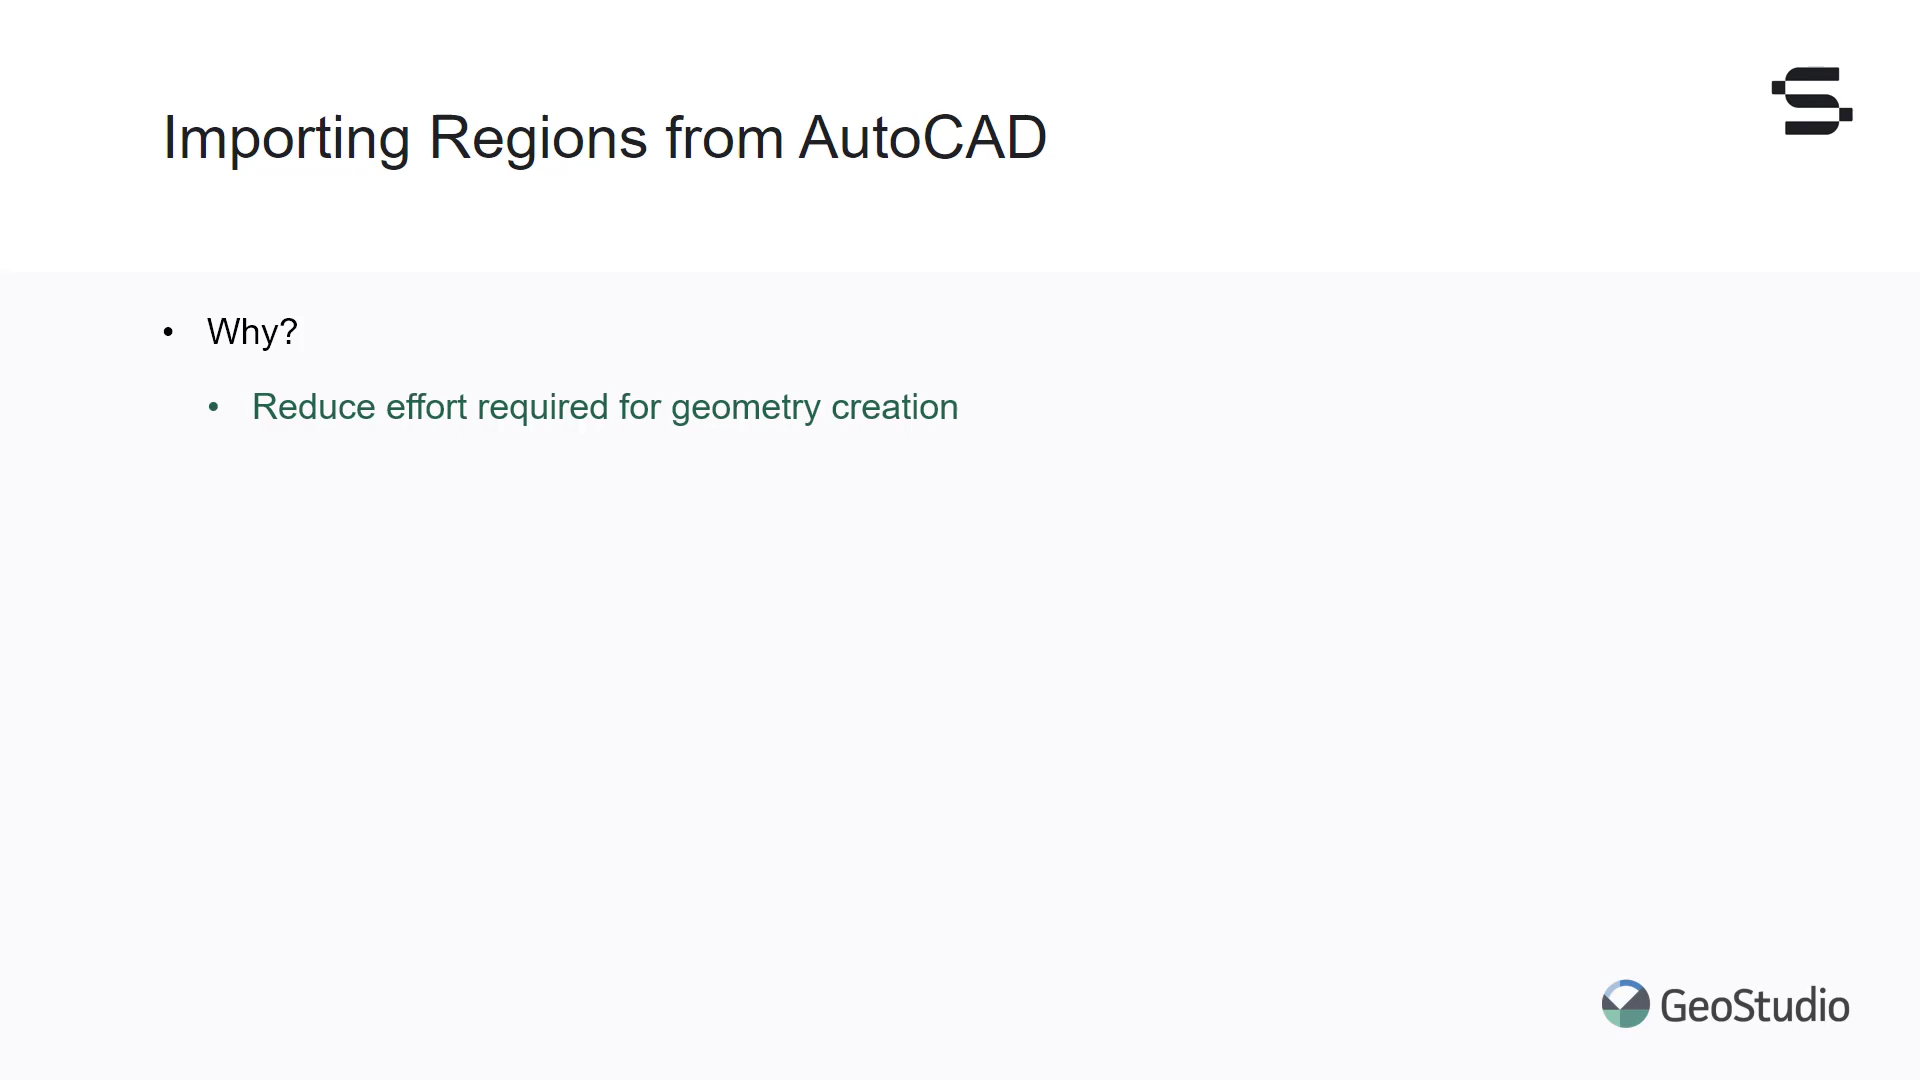 Importing Regions from AutoCAD
• Why?
• Reduce effort required for geometry creation
GeoStudio